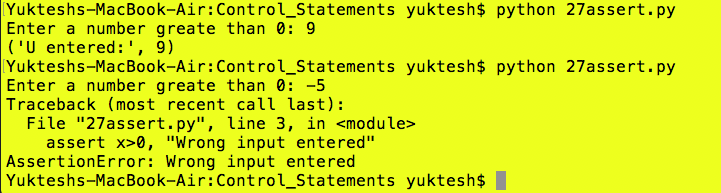 Yukteshs-MacBook-Air:Control_Statements yuktesh$ python 27assert.py
Enter a number greate than 0: 9
('U entered:', 9)
Yukteshs-MacBook-Air:Control_Statements yuktesh$ python 27assert.py
Enter a number greate than 0: -5
Traceback (most recent call last):
  File "27assert.py", line 3, in <module>
    assert x>0, "Wrong input entered"
AssertionError: Wrong input entered
Yukteshs-MacBook-Air:Control_Statements yuktesh$